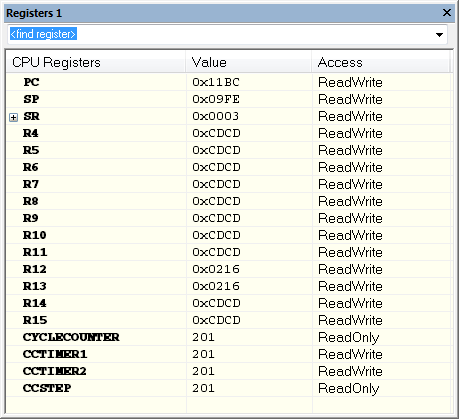 Registers 1
<find register>
CPU Registers Value Access
PC 0x11BC ReadWrite
SP 0x09FE ReadWrite
SR 0x0003 ReadWrite
R4 0xCDCD ReadWrite
R5 0xCDCD ReadWrite
R6 0xCDCD ReadWrite
R7 0xCDCD ReadWrite
R8 0xCDCD ReadWrite
R9 0xCDCD ReadWrite
R10 0xCDCD ReadWrite
R11 0xCDCD ReadWrite
R12 0x0216 ReadWrite
R13 0x0216 ReadWrite
R14 0xCDCD ReadWrite
R15 0xCDCD ReadWrite
CYCLECOUNTER 201 ReadOnly
CCTIMER1 201 ReadWrite
CCTIMER2 201 ReadWrite
CCSTEP 201 ReadOnly